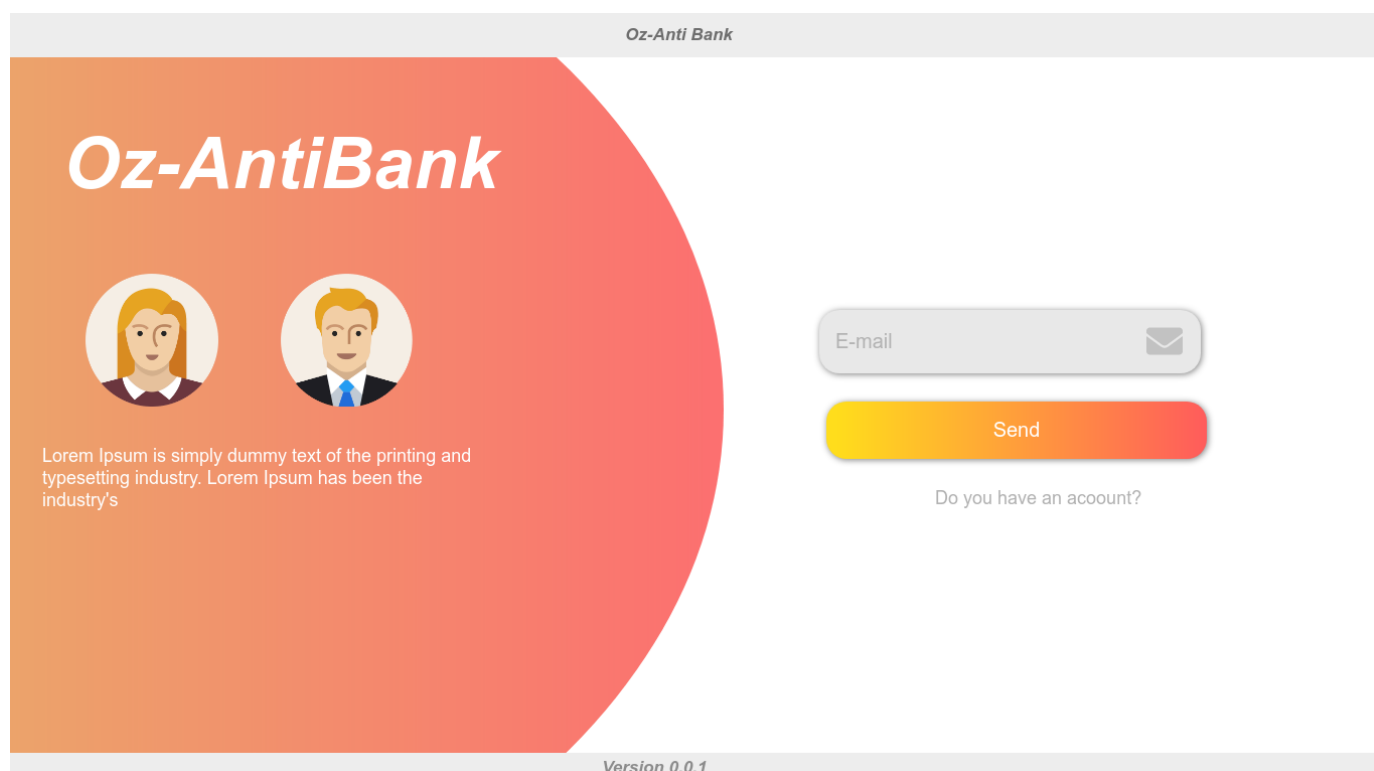 Oz-Anti Bank
Oz-AntiBank
Lorem Ipsum is simply dummy text of the printing and
typesetting industry. Lorem Ipsum has been the
industry's
E-mail
Send
Do you have an acoount?
Version 0.0.1